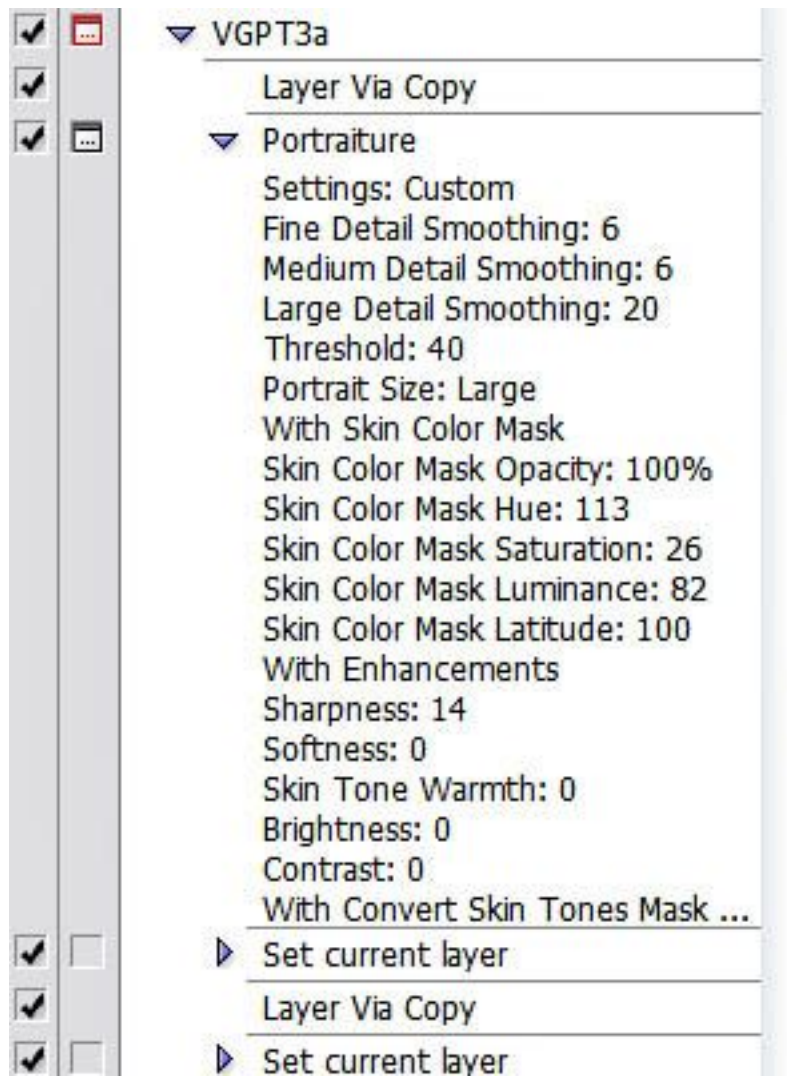 VGPT3a
Layer Via Copy
Portraiture
Settings: Custom
Fine Detail Smoothing: 6
Medium Detail Smoothing: 6
Large Detail Smoothing: 20
Threshold: 40
Portrait Size: Large
With Skin Color Mask
Skin Color Mask Opacity: 100%
Skin Color Mask Hue: 113
Skin Color Mask Saturation: 26
Skin Color Mask Luminance: 82
Skin Color Mask Latitude: 100
With Enhancements
Sharpness: 14
Softness: 0
Skin Tone Warmth: 0
Brightness: 0
Contrast: 0
With Convert Skin Tones Mask ...
Set current layer
Layer Via Copy
Set current layer